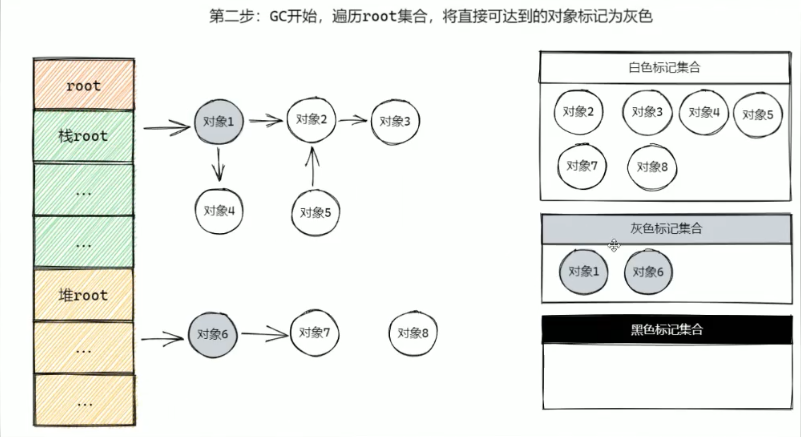 第二步：GC开始，遍历root集合，将直接可达到的对象标记为灰色
root
栈root
...
...
堆root
...
...
对象1
对象2
对象3
对象4
对象5
对象6
对象7
对象8
白色标记集合
对象2
对象3
对象4
对象5
对象7
对象8
灰色标记集合
对象1
对象6
黑色标记集合